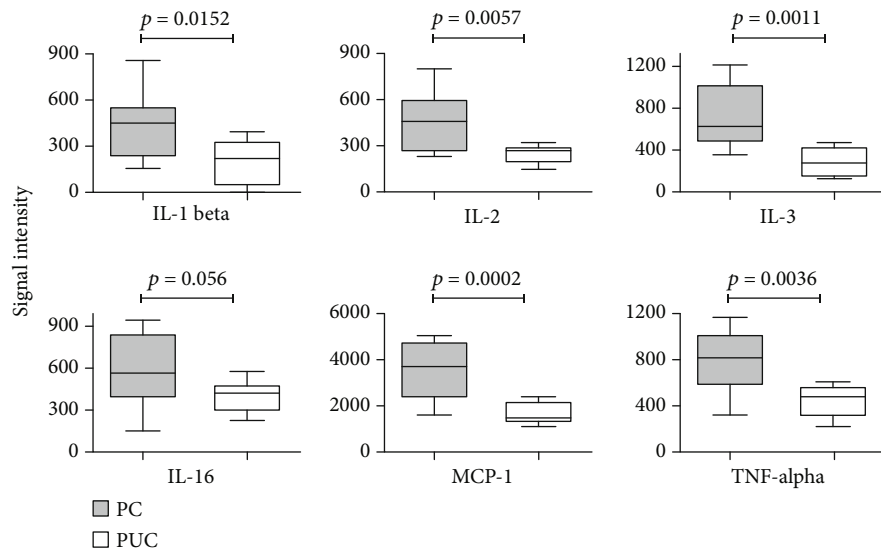 p = 0.0152
p = 0.0057
p = 0.0011
900
600
300
0
IL-1 beta
900
600
300
0
IL-2
1200
800
400
0
IL-3
Signal intensity
p = 0.056
p = 0.0002
p = 0.0036
900
600
300
0
IL-16
6000
4000
2000
0
MCP-1
1200
800
400
0
TNF-alpha
PC
PUC